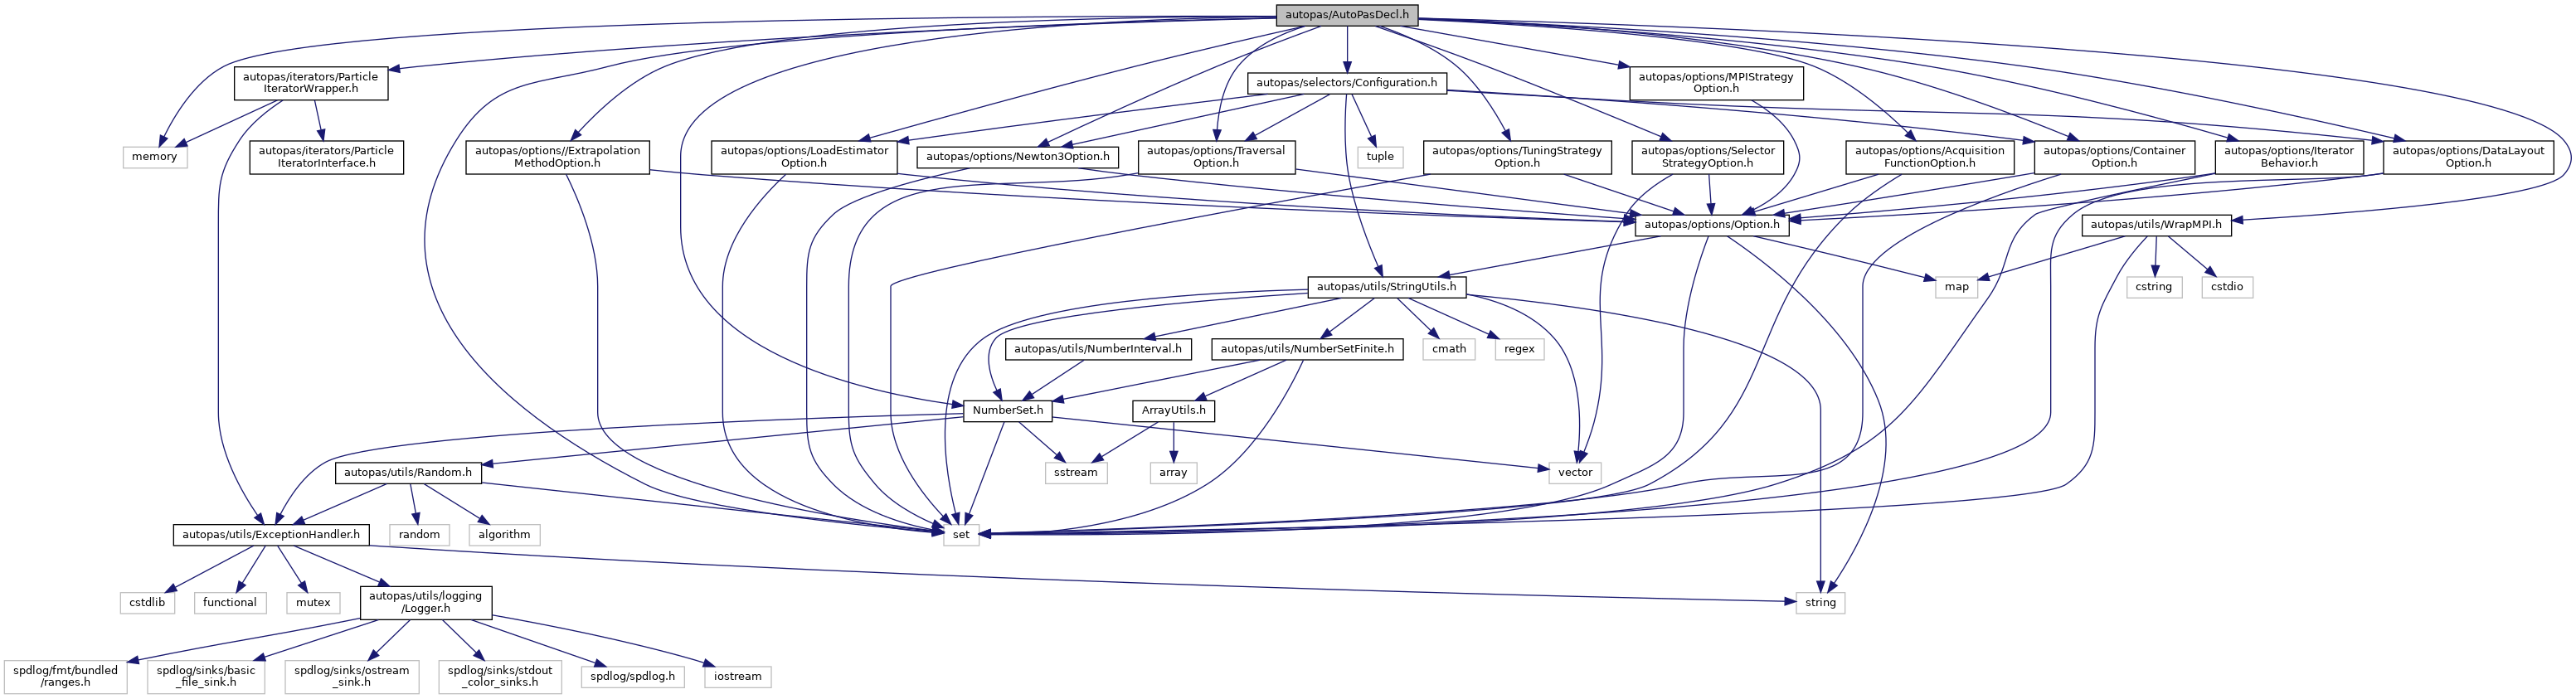 autopas/AutoPasDecl.h
autopas/iterators/Particle
IteratorWrapper.h
autopas/selectors/Configuration.h
autopas/options/MPIStrategy
Option.h
memory
autopas/iterators/Particle
IteratorInterface.h
autopas/options//Extrapolation
MethodOption.h
autopas/options/LoadEstimator
Option.h
autopas/options/Newton3Option.h
autopas/options/Traversal
Option.h
tuple
autopas/options/TuningStrategy
Option.h
autopas/options/Selector
StrategyOption.h
autopas/options/Acquisition
FunctionOption.h
autopas/options/Container
Option.h
autopas/options/Iterator
Behavior.h
autopas/options/DataLayout
Option.h
autopas/options/Option.h
autopas/utils/WrapMPI.h
autopas/utils/StringUtils.h
map
cstring
cstdio
autopas/utils/NumberInterval.h
autopas/utils/NumberSetFinite.h
cmath
regex
NumberSet.h
ArrayUtils.h
autopas/utils/Random.h
sstream
array
vector
autopas/utils/ExceptionHandler.h
random
algorithm
set
cstdlib
functional
mutex
autopas/utils/logging
/Logger.h
string
spdlog/fmt/bundled
/ranges.h
spdlog/sinks/basic
_file_sink.h
spdlog/sinks/ostream
_sink.h
spdlog/sinks/stdout
_color_sinks.h
spdlog/spdlog.h
iostream